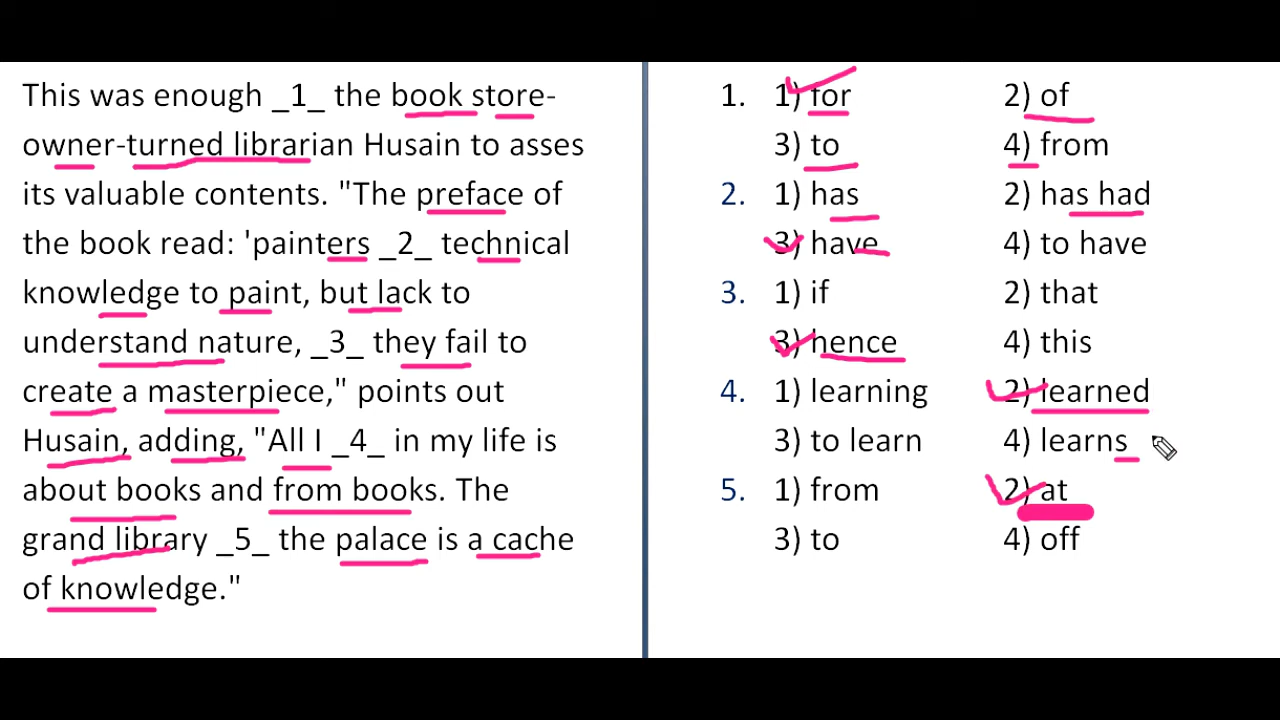 This was enough _1_ the book store-
owner-turned librarian Husain to asses
its valuable contents. "The preface of
the book read: 'painters _2_ technical
knowledge to paint, but lack to
understand nature, _3_ they fail to
create a masterpiece," points out
Husain, adding, "All I _4_ in my life is
about books and from books. The
grand library _5_ the palace is a cache
of knowledge."
1. 1) for 2) of
3) to 4) from
2. 1) has 2) has had
3) have 4) to have
3. 1) if 2) that
3) hence 4) this
4. 1) learning 2) learned
3) to learn 4) learns
5. 1) from 2) at
3) to 4) off